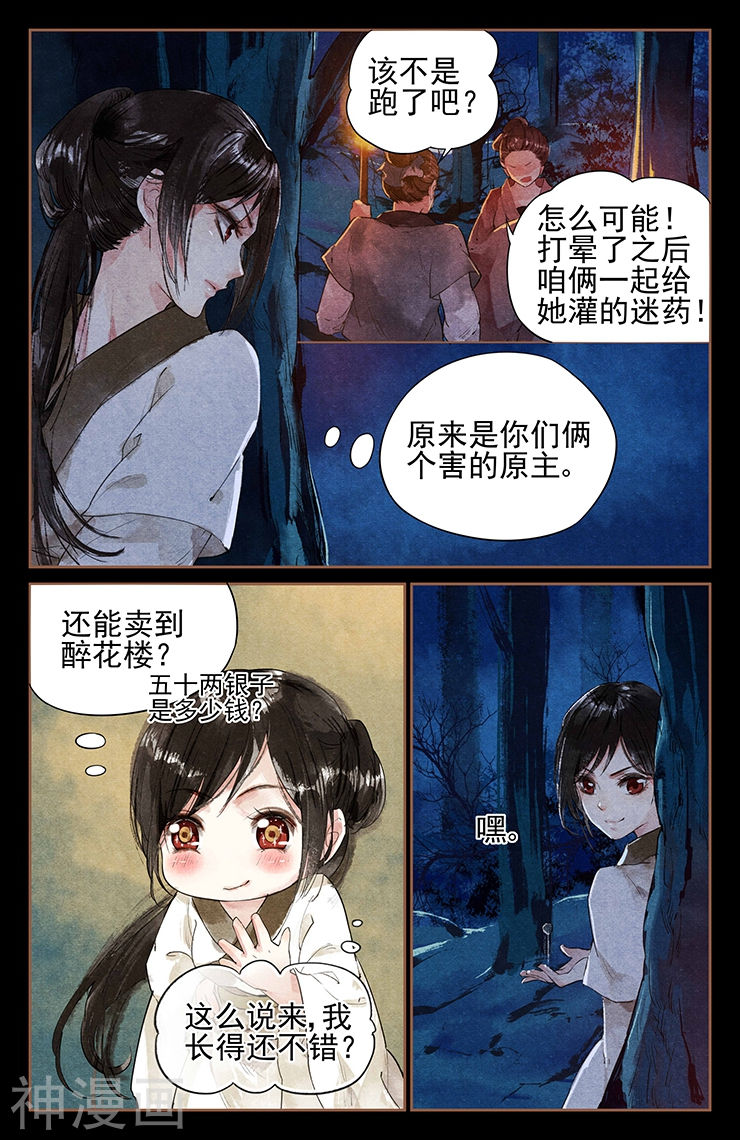 该不是
跑了吧？
怎么可能！
打晕了之后
咱俩一起给
她灌的迷药！
原来是你们俩
个害的原主。
还能卖到
醉花楼？
五十两银子
是多少钱？
这么说来，我
长得还不错？
嘿。
神漫画